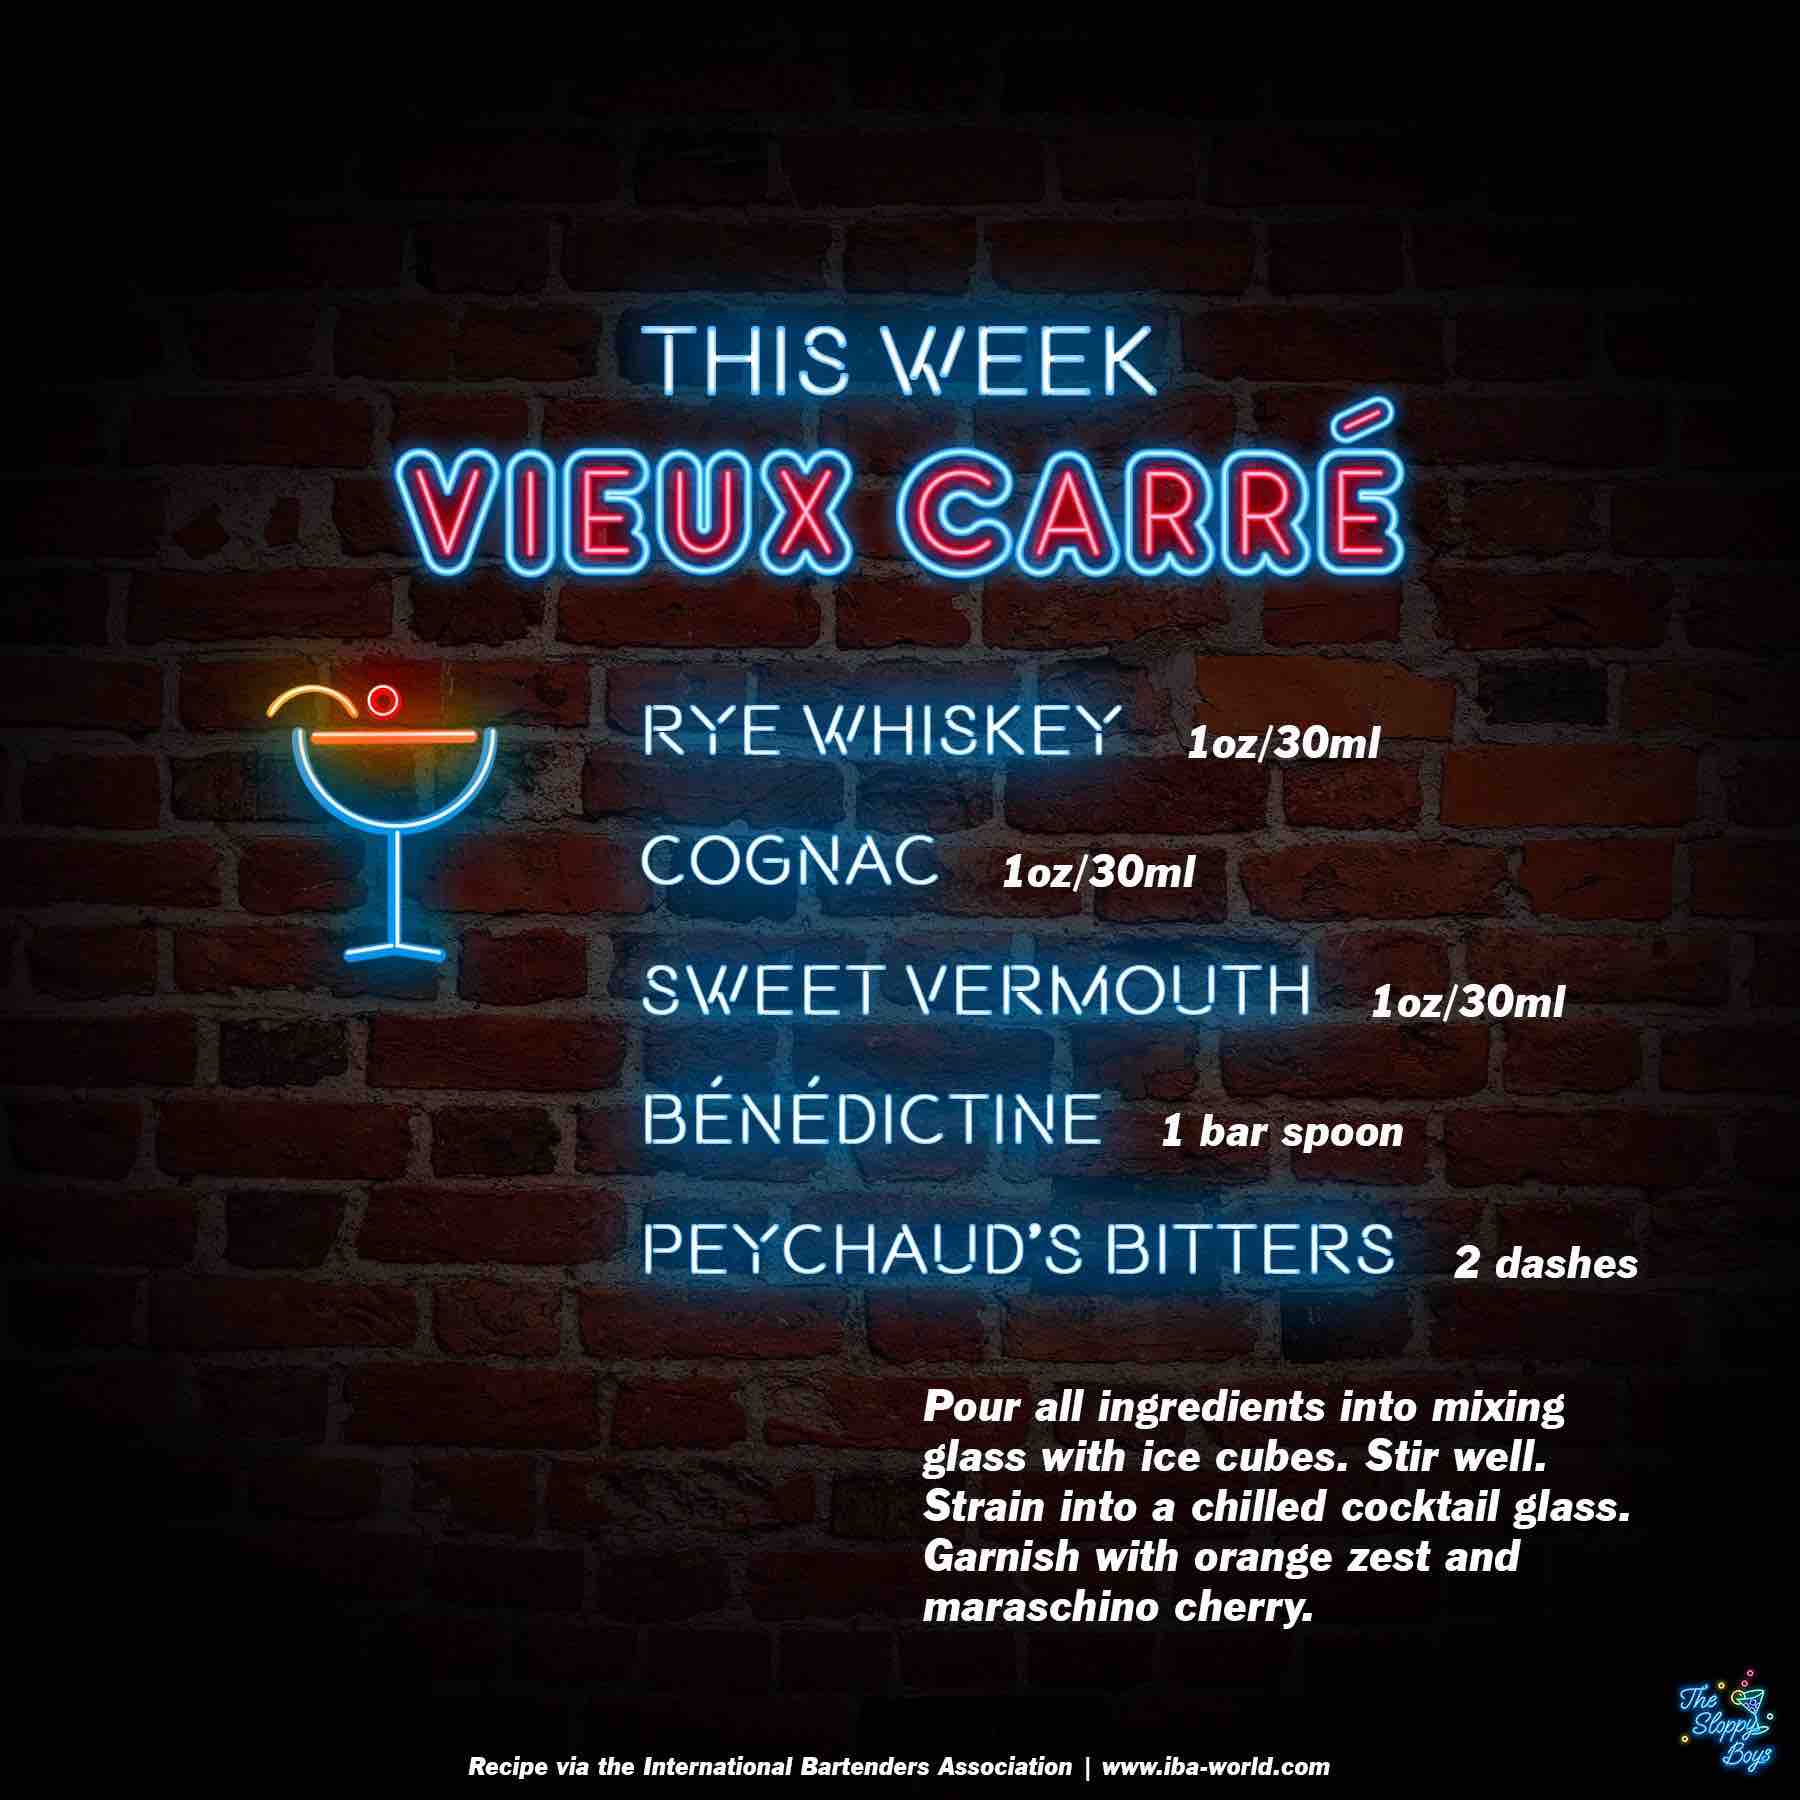 THIS WEEK
VIEUX CARRÉ
RYE WHISKEY 1oz/30ml
COGNAC 1oz/30ml
SWEET VERMOUTH 1oz/30ml
BÉNÉDICTINE 1 bar spoon
PEYCHAUD'S BITTERS 2 dashes
Pour all ingredients into mixing
glass with ice cubes. Stir well.
Strain into a chilled cocktail glass.
Garnish with orange zest and
maraschino cherry.
The
Sloppy
Boys
Recipe via the International Bartenders Association | www.iba-world.com